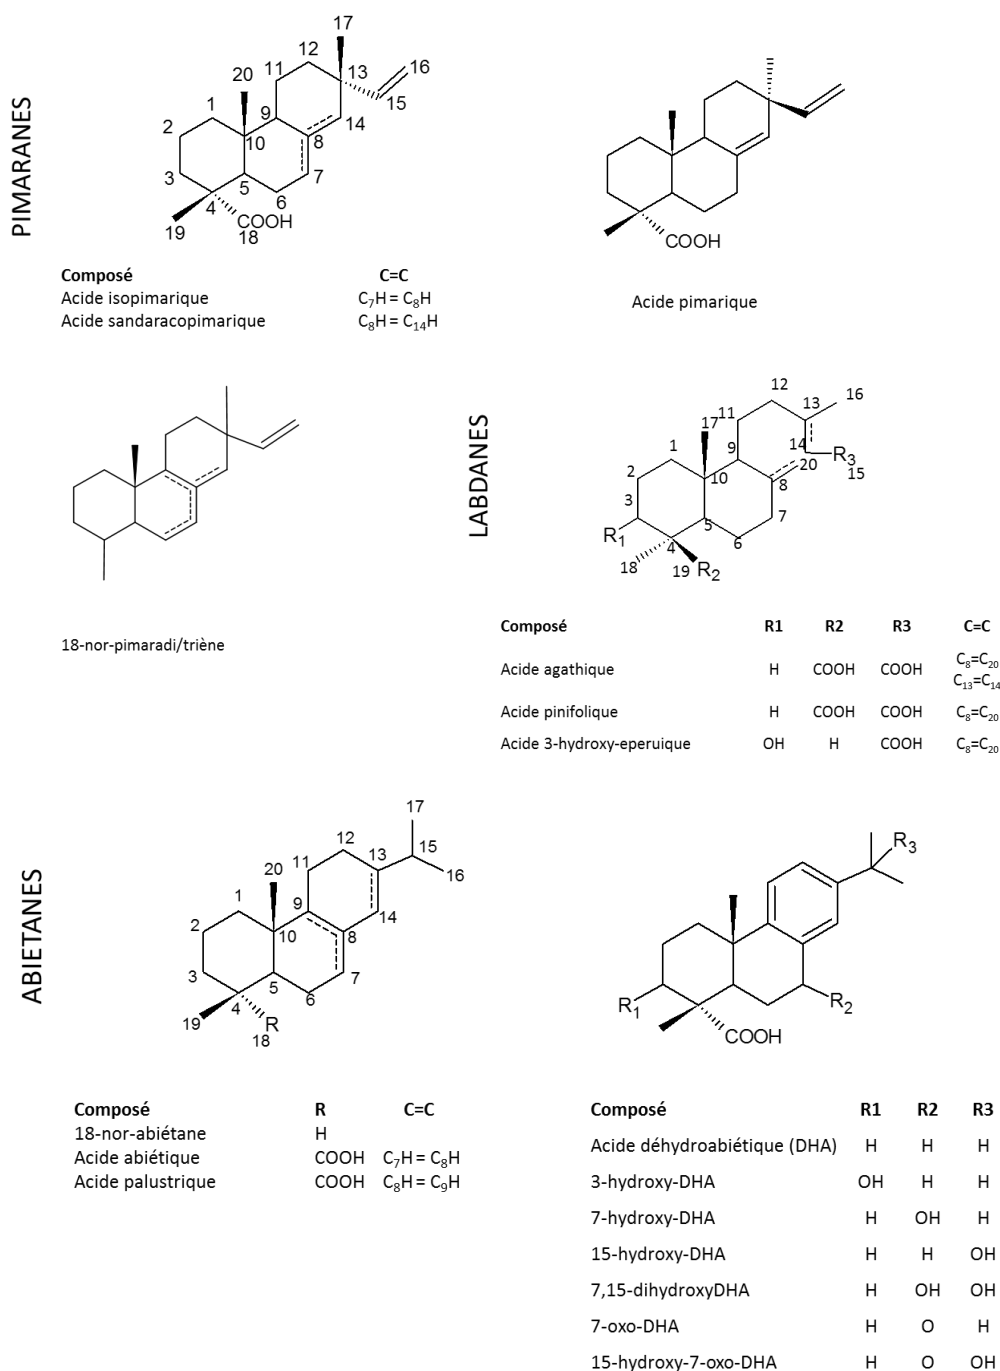 PIMARANES
17
12
16
11
20
13
15
1
9
14
2
10
8
3
5
7
4
6
COOH
19
18
COOH
Composé C=C
Acide isopimarique C7H = C8H
Acide sandaracopimarique C8H = C14H
Acide pimarique
LABDANES
12
16
13
11
17
14
1
9
R3
20
15
2
10
8
3
7
5
R1
4
6
18
19 R2
18-nor-pimaradi/triène
Composé R1 R2 R3 C=C
Acide agathique H COOH COOH C8=C20
C13=C14
Acide pinifolique H COOH COOH C8=C20
Acide 3-hydroxy-eperuique OH H COOH C8=C20
ABIETANES
17
12
13
15
20
11
16
1
9
14
2
10
8
3
5
7
4
6
19
R
18
R3
R1
R2
COOH
Composé R C=C
18-nor-abiétane H
Acide abiétique COOH C7H = C8H
Acide palustrique COOH C8H = C9H
Composé R1 R2 R3
Acide déhydroabiétique (DHA) H H H
3-hydroxy-DHA OH H H
7-hydroxy-DHA H OH H
15-hydroxy-DHA H H OH
7,15-dihydroxyDHA H OH OH
7-oxo-DHA H O H
15-hydroxy-7-oxo-DHA H O OH